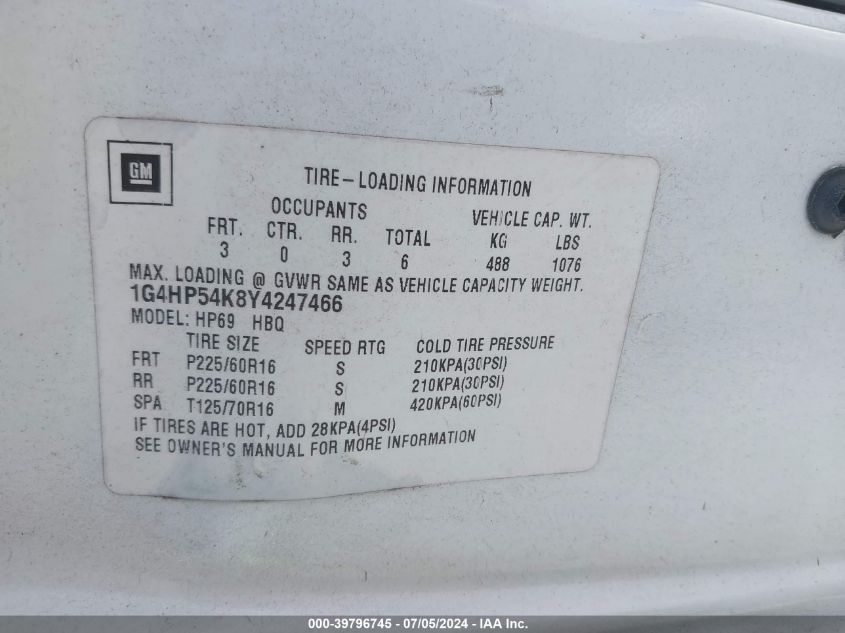 GM
TIRE-LOADING INFORMATION
OCCUPANTS VEHICLE CAP. WT.
FRT. CTR. RR. TOTAL KG LBS
3 0 3 6 488 1076
MAX. LOADING @ GVWR SAME AS VEHICLE CAPACITY WEIGHT.
1G4HP54K8Y4247466
MODEL: HP69 HBQ
TIRE SIZE SPEED RTG COLD TIRE PRESSURE
FRT P225/60R16 S 210KPA(30PSI)
RR P225/60R16 S 210KPA(30PSI)
SPA T125/70R16 M 420KPA(60PSI)
IF TIRES ARE HOT, ADD 28KPA(4PSI)
SEE OWNER'S MANUAL FOR MORE INFORMATION
000-39796745 - 07/05/2024 - IAA Inc.